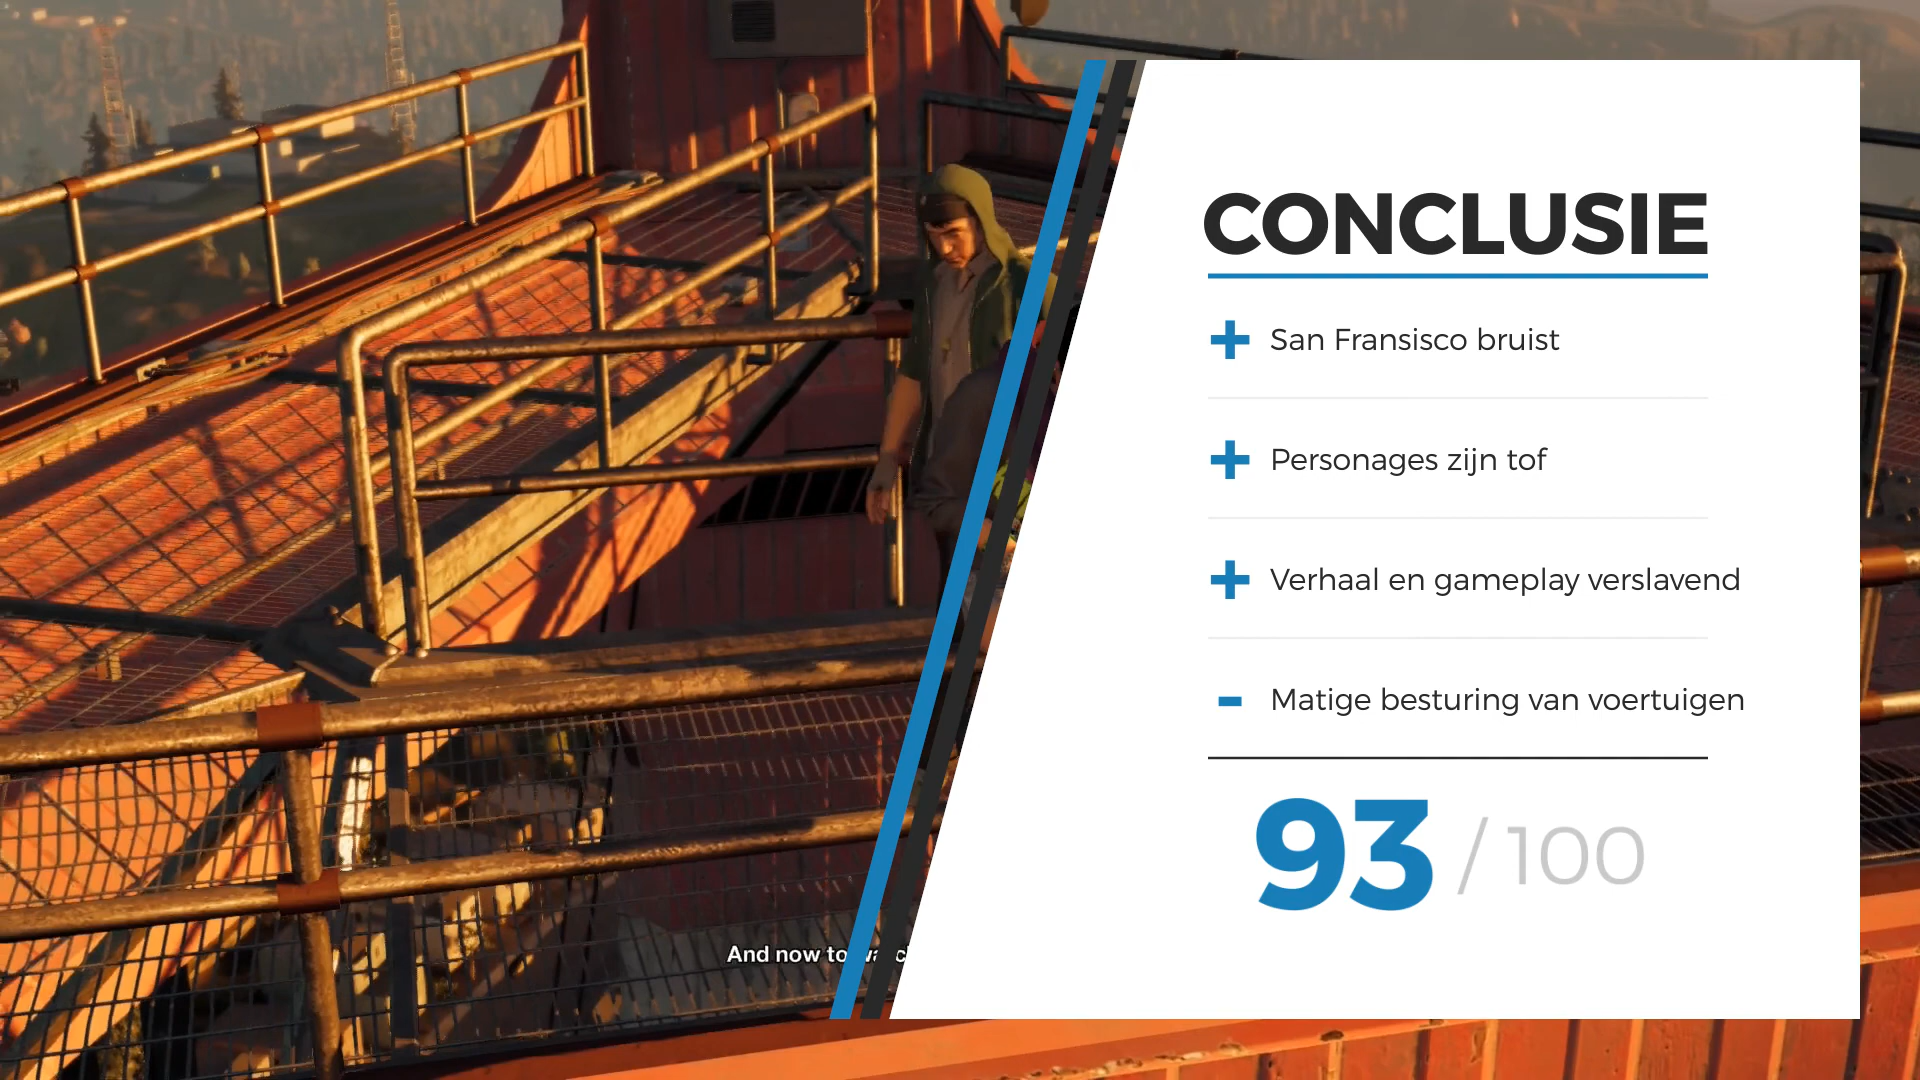 CONCLUSIE
+ San Fransisco bruist
+ Personages zijn tof
+ Verhaal en gameplay verslavend
- Matige besturing van voertuigen
93 / 100
And now to